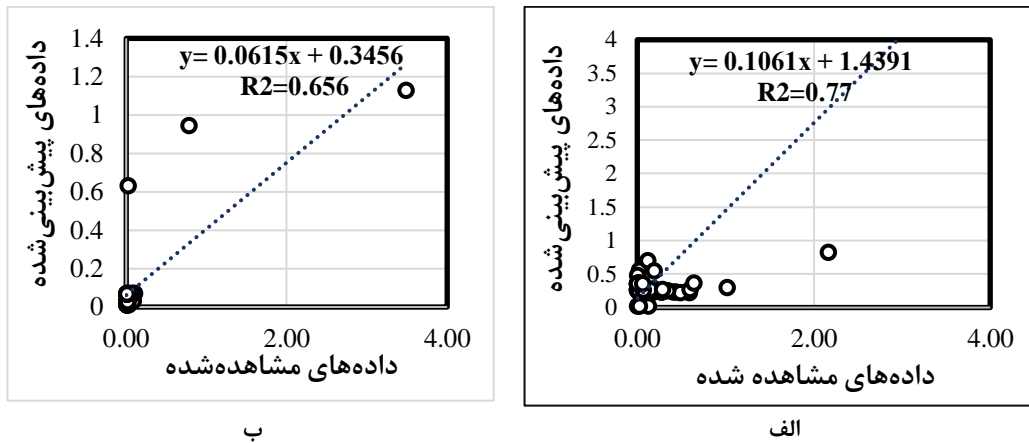 y= 0.1061x + 1.4391
R2=0.77
4
3.5
3
2.5
2
1.5
1
0.5
0
0.00
2.00
4.00
داده‌های پیش‌بینی‌شده
داده‌های مشاهده شده
الف
y= 0.0615x + 0.3456
R2=0.656
1.4
1.2
1
0.8
0.6
0.4
0.2
0
0.00
2.00
4.00
داده‌های پیش‌بینی‌شده
داده‌های مشاهده‌شده
ب